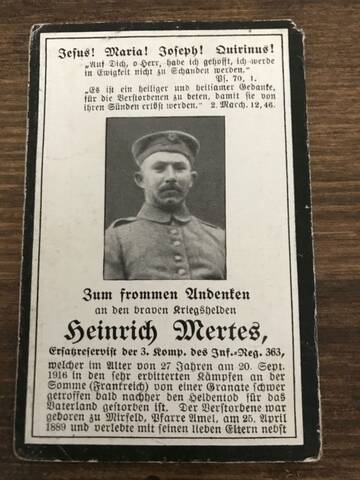 Jesus! Maria! Joseph! Quirinus!
„Auf Dich, o Herr, habe ich gehofft, ich werde
in Ewigkeit nicht zu Schanden werden.“
Pf. 70, 1.
„Es ist ein heiliger und heilsamer Gedanke,
für die Verstorbenen zu beten, damit sie von
ihren Sünden erlöst werden.“ 2. March. 12, 46.
Zum frommen Andenken
an den braven Kriegshelden
Heinrich Mertes,
Ersatzreservist der 3. Komp. des Inf.-Reg. 363,
welcher im Alter von 27 Jahren am 20. Sept.
1916 in den sehr erbitterten Kämpfen an der
Somme (Frankreich) von einer Granate schwer
getroffen bald nachher den Heldentod für das
Vaterland gestorben ist. Der Verstorbene war
geboren zu Mirfeld, Pfarre Amel, am 25. April
1889 und verlebte mit seinen lieben Eltern nebst